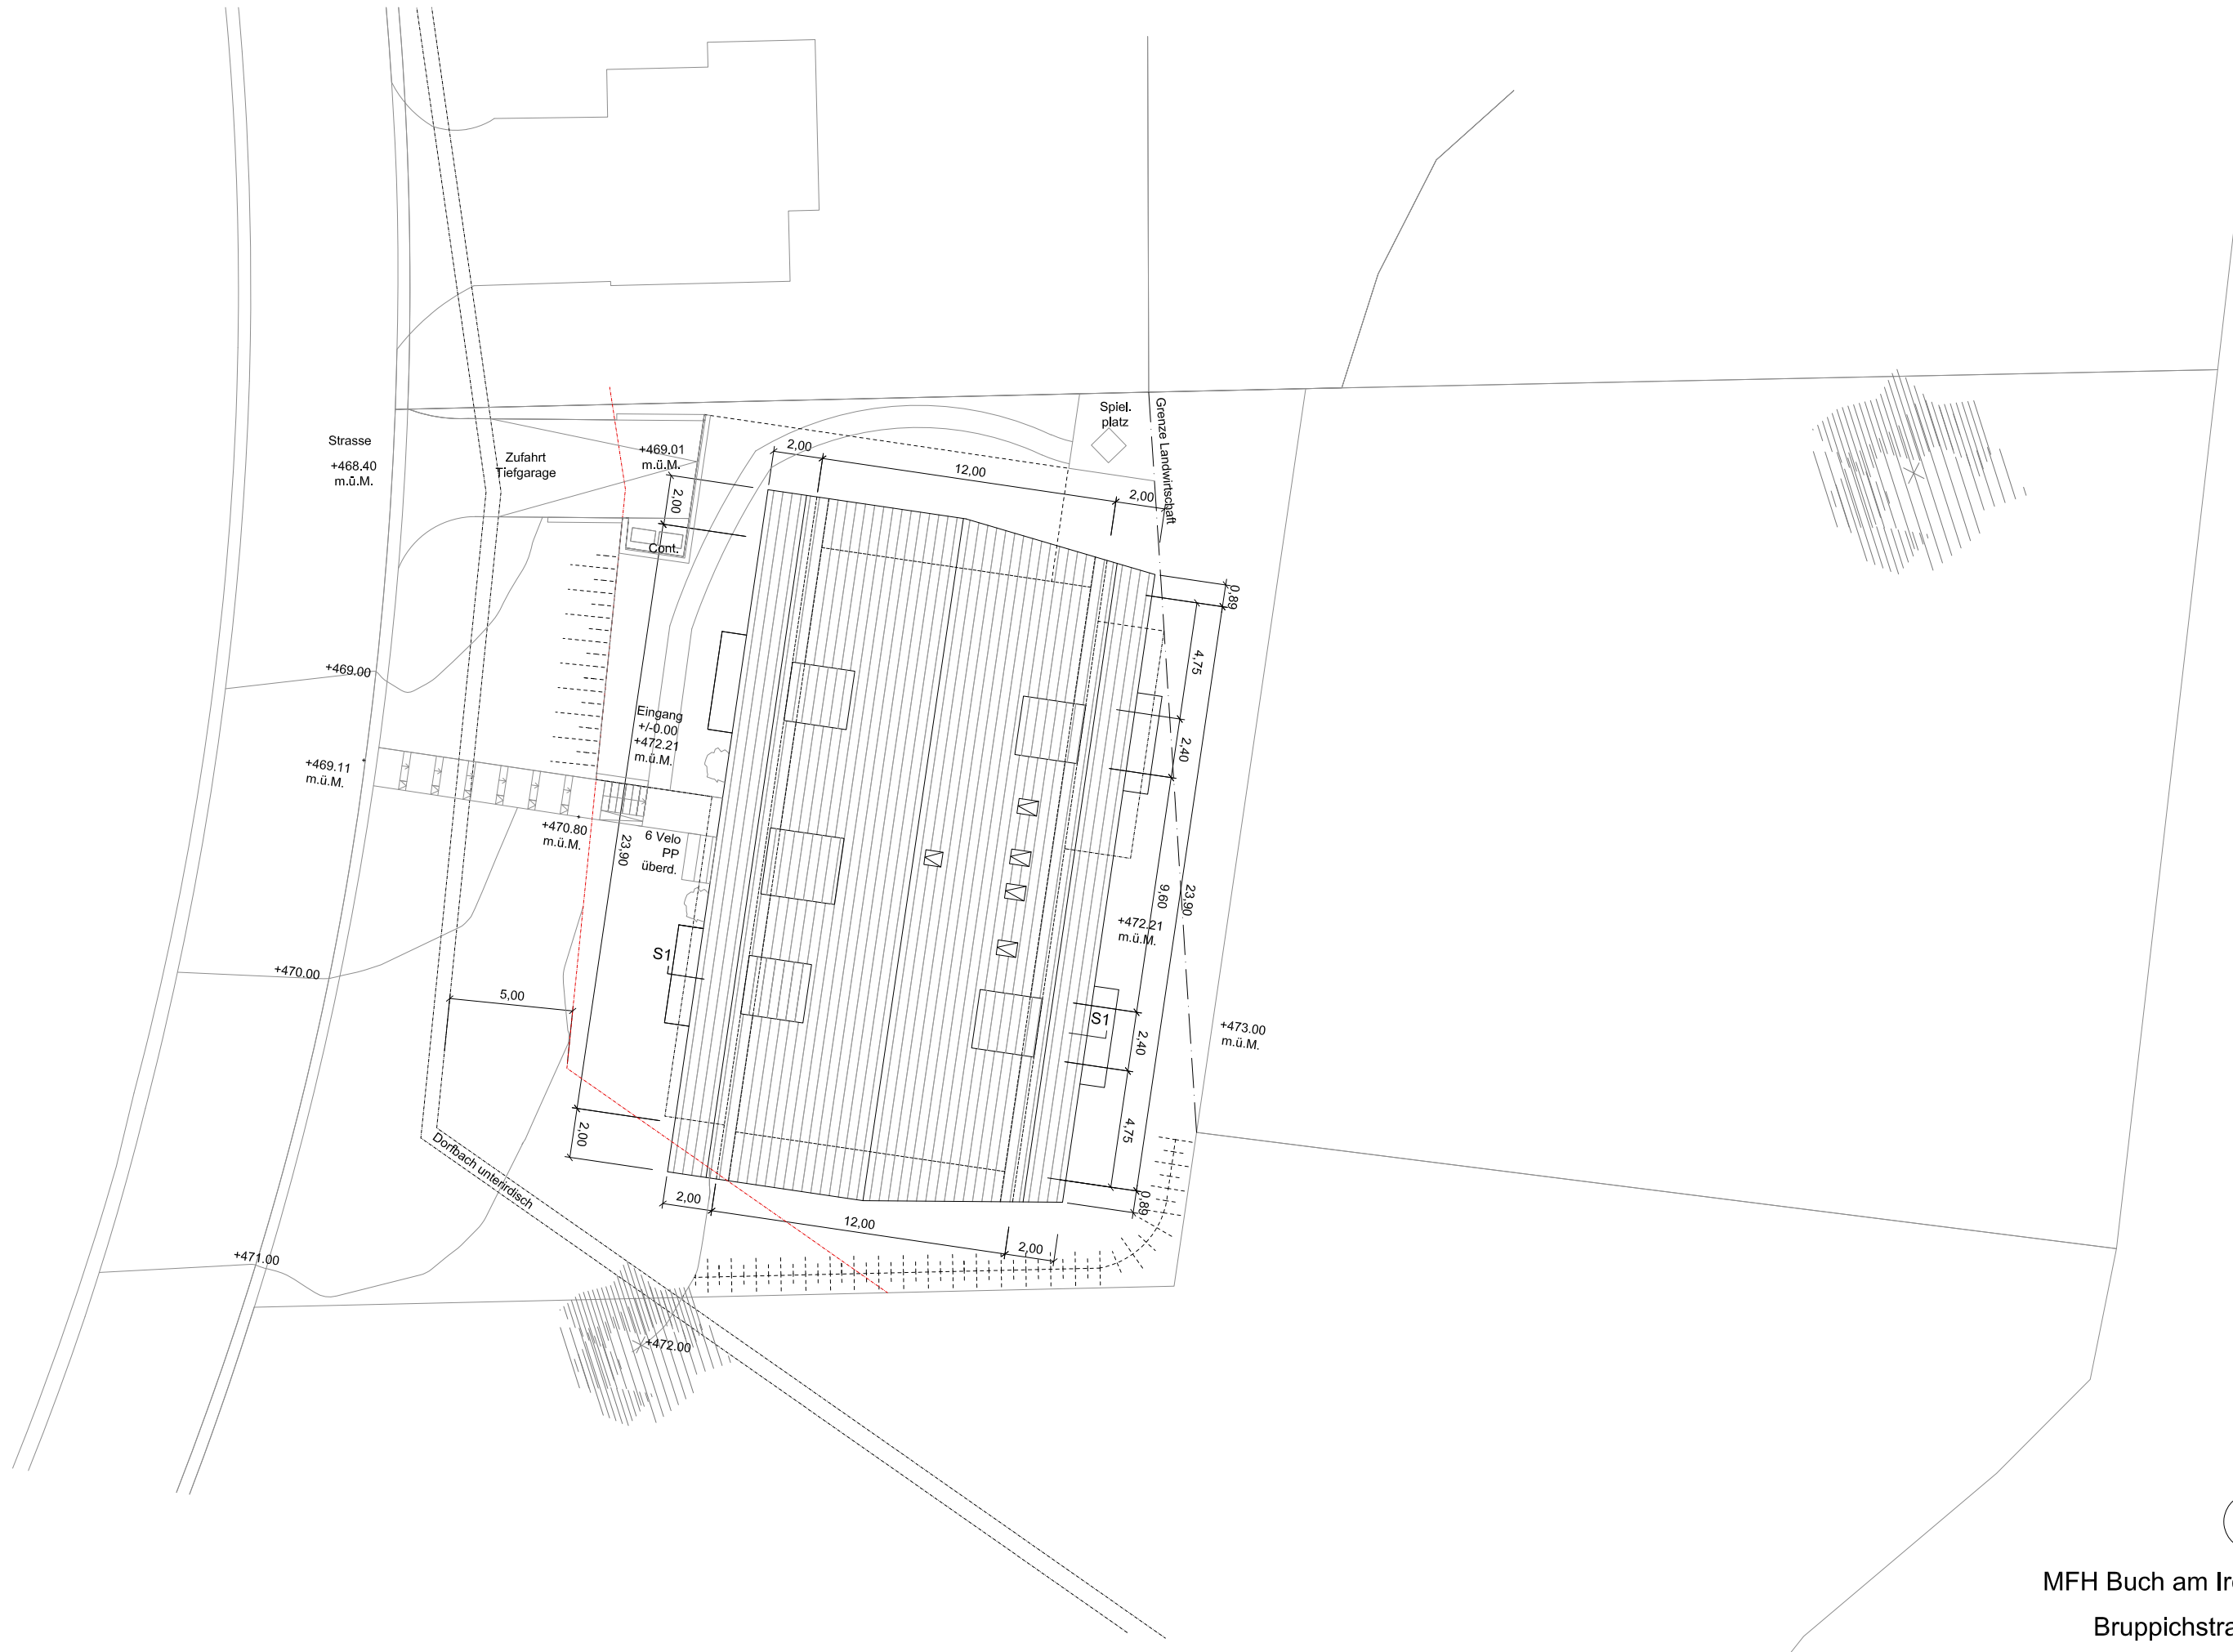 Strasse
+468.40
m.ü.M.
Zufahrt
Tiefgarage
+469.01
m.ü.M.
Cont.
2,00
12,00
2,00
Spiel.
platz
Grenze Landwirtschaft
2,00
23,90
2,00
0,89
4,75
2,40
9,60
23,90
2,40
4,75
0,89
+469.00
Eingang
+/-0.00
+472.21
m.ü.M.
+469.11
m.ü.M.
+470.80
m.ü.M.
6 Velo
PP
überd.
+472.21
m.ü.M.
S1
S1
+470.00
5,00
+473.00
m.ü.M.
Dorfbach unterirdisch
2,00
12,00
2,00
+471.00
+472.00
MFH Buch am